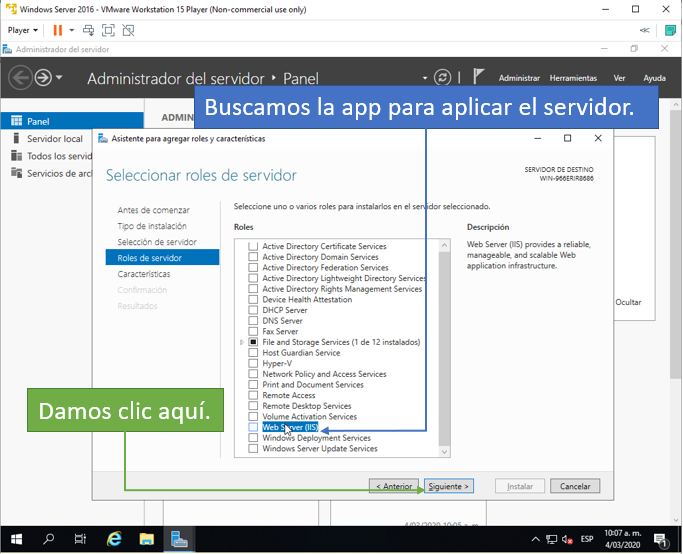 Windows Server 2016 - VMware Workstation 15 Player (Non-commercial use only)
Player
Administrador del servidor
Administrador del servidor • Panel
Administrar Herramientas Ver Ayuda
Buscamos la app para aplicar el servidor.
Panel
ADMIN
Servidor local
Todos los servid
Servicios de arc
Asistente para agregar roles y características
Seleccionar roles de servidor
SERVIDOR DE DESTINO
WIN-966ERIR8686
Antes de comenzar
Tipo de instalación
Selección de servidor
Roles de servidor
Características
Confirmación
Resultados
Seleccione uno o varios roles para instalarlos en el servidor seleccionado.
Roles
Active Directory Certificate Services
Active Directory Domain Services
Active Directory Federation Services
Active Directory Lightweight Directory Services
Active Directory Rights Management Services
Device Health Attestation
DHCP Server
DNS Server
Fax Server
File and Storage Services (1 de 12 instalados)
Host Guardian Service
Hyper-V
Network Policy and Access Services
Print and Document Services
Remote Access
Remote Desktop Services
Volume Activation Services
Web Server (IIS)
Windows Deployment Services
Windows Server Update Services
Descripción
Web Server (IIS) provides a reliable,
manageable, and scalable Web
application infrastructure.
Ocultar
Damos clic aquí.
< Anterior
Siguiente >
Instalar
Cancelar
4/03/2020 10:05 a. m.
ESP
10:07 a. m.
4/03/2020